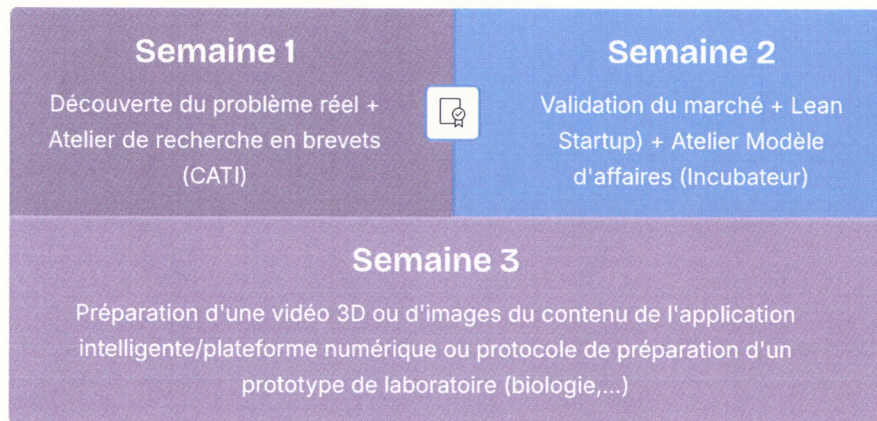 Semaine 1
Découverte du problème réel +
Atelier de recherche en brevets
(CATI)
Semaine 2
Validation du marché + Lean
Startup) + Atelier Modèle
d'affaires (Incubateur)
Semaine 3
Préparation d'une vidéo 3D ou d'images du contenu de l'application
intelligente/plateforme numérique ou protocole de préparation d'un
prototype de laboratoire (biologie,...)